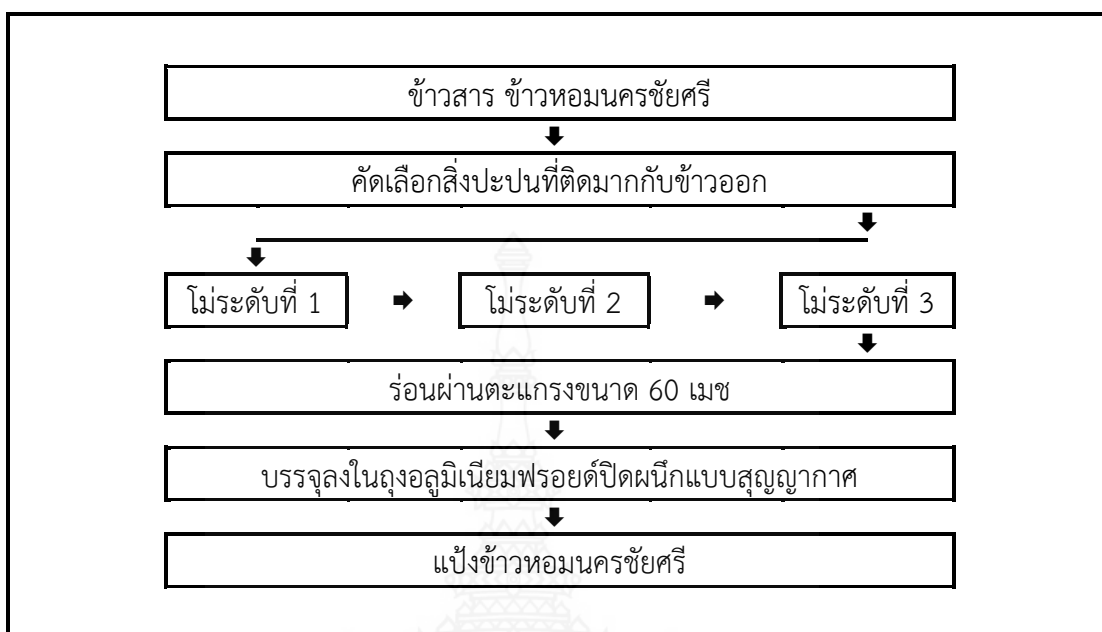 ข้าวสาร ข้าวหอมนครชัยศรี
คัดเลือกสิ่งปะปนที่ติดมากกับข้าวออก
โม่ระดับที่ 1
โม่ระดับที่ 2
โม่ระดับที่ 3
ร่อนผ่านตะแกรงขนาด 60 เมช
บรรจุลงในถุงอลูมิเนียมฟรอยด์ปิดผนึกแบบสุญญากาศ
แป้งข้าวหอมนครชัยศรี